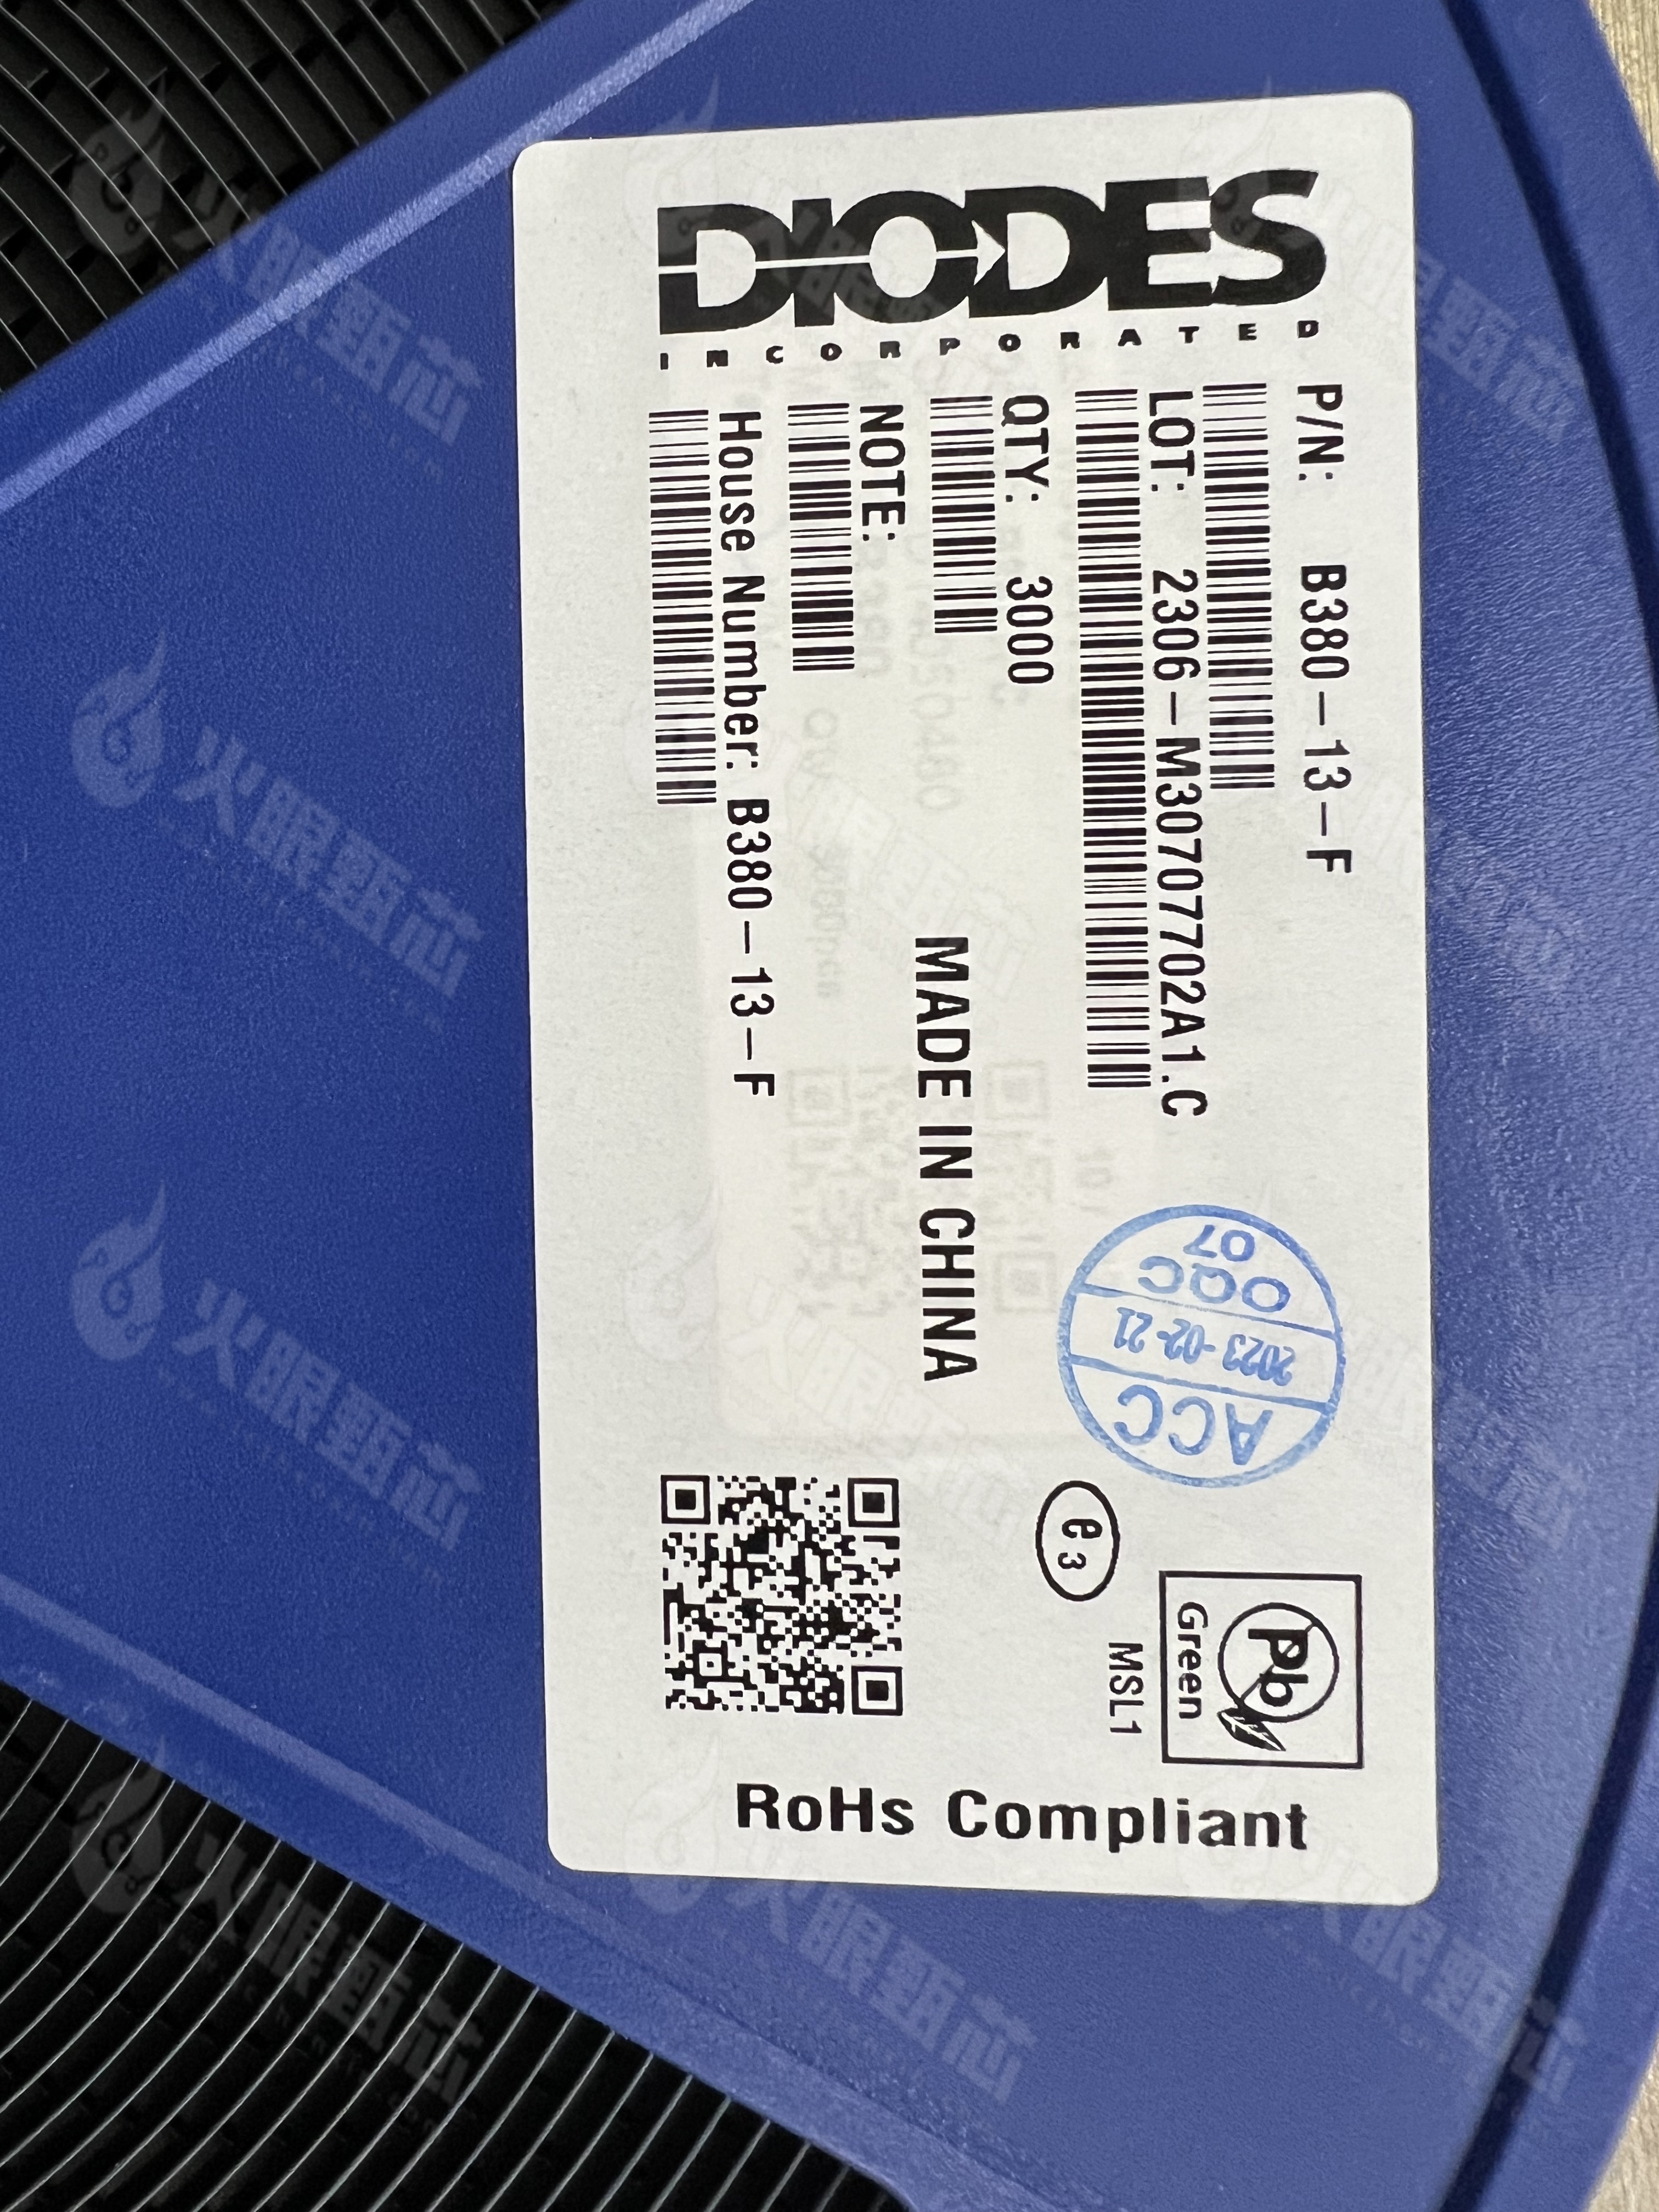 DIODES
INCORPORATED
P/N: B380-13-F
LOT: 2306-M30707702A1.C
QTY: 3000
NOTE:
House Number: B380-13-F
MADE IN CHINA
ACC
2023-02-21
OQC
07
e3
Pb
Green
MSL1
RoHs Compliant
火眼甄芯